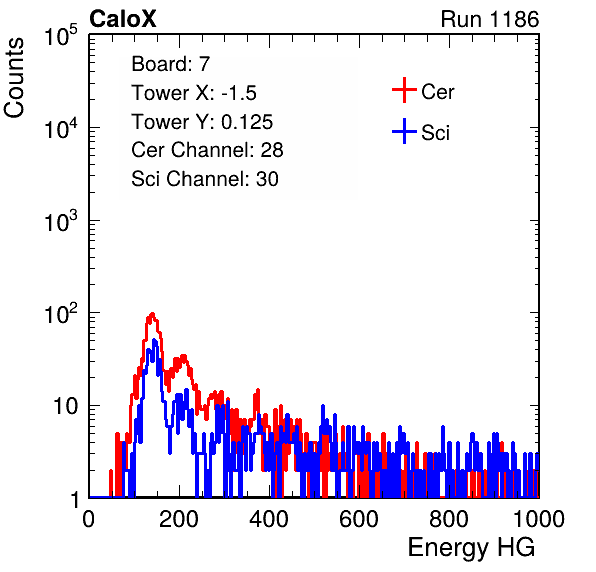 CaloX Run 1186
Counts
Board: 7
Tower X: -1.5
Tower Y: 0.125
Cer Channel: 28
Sci Channel: 30
Cer
Sci
10^5
10^4
10^3
10^2
10
1
0 200 400 600 800 1000
Energy HG